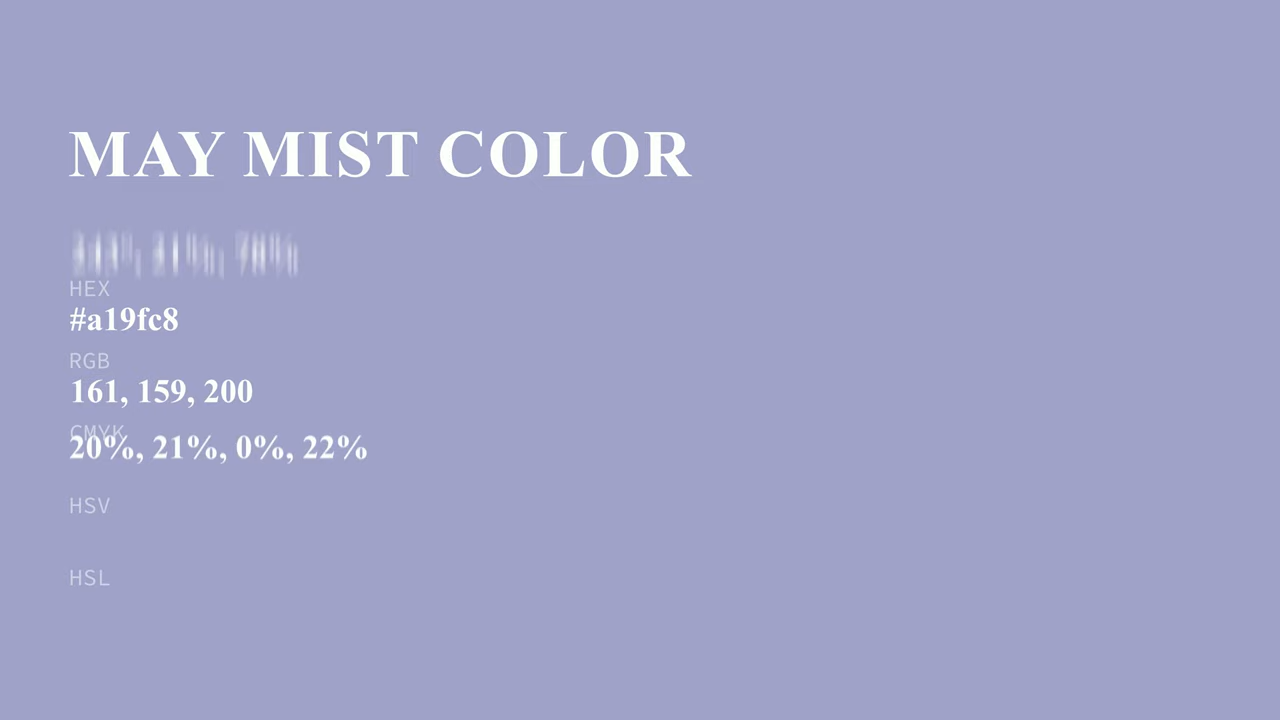 MAY MIST COLOR
HEX
#a19fc8
RGB
161, 159, 200
CMYK
20%, 21%, 0%, 22%
HSV
HSL